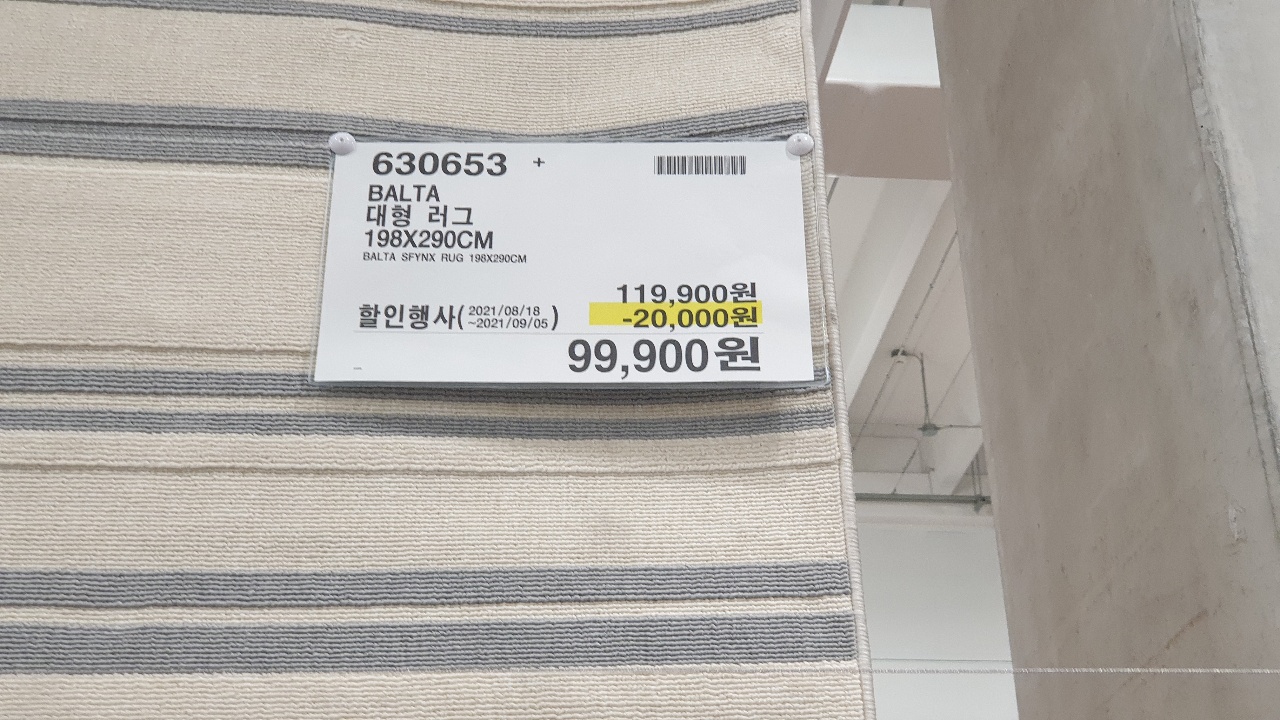 630653 +
BALTA
대형 러그
198X290CM
BALTA SFYNX RUG 198X290CM
119,900원
할인행사(2021/08/18 ~2021/09/05) -20,000원
99,900원